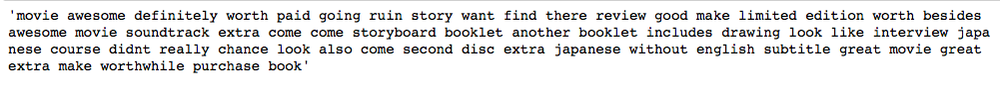 'movie awesome definitely worth paid going ruin story want find there review good make limited edition worth besides
awesome movie soundtrack extra come come storyboard booklet another booklet includes drawing look like interview japa
nese course didnt really chance look also come second disc extra japanese without english subtitle great movie great
extra make worthwhile purchase book'